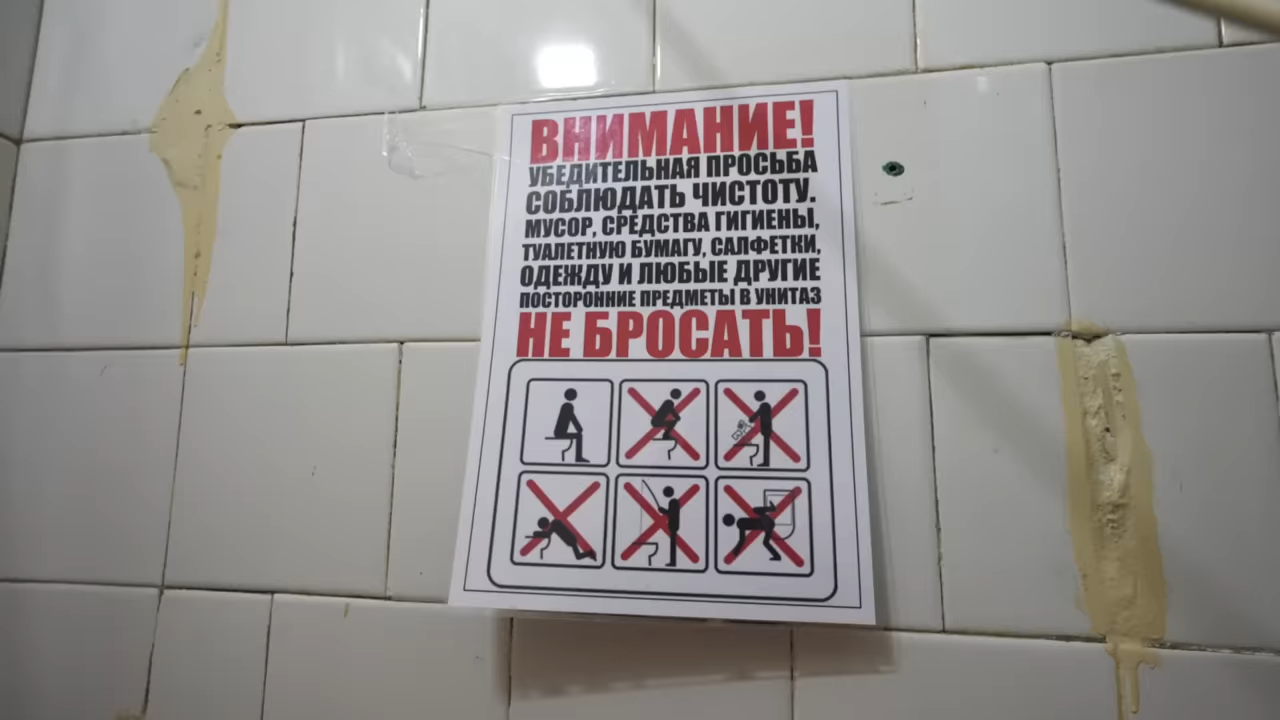 ВНИМАНИЕ!
УБЕДИТЕЛЬНАЯ ПРОСЬБА
СОБЛЮДАТЬ ЧИСТОТУ.
МУСОР, СРЕДСТВА ГИГИЕНЫ,
ТУАЛЕТНУЮ БУМАГУ, САЛФЕТКИ,
ОДЕЖДУ И ЛЮБЫЕ ДРУГИЕ
ПОСТОРОННИЕ ПРЕДМЕТЫ В УНИТАЗ
НЕ БРОСАТЬ!